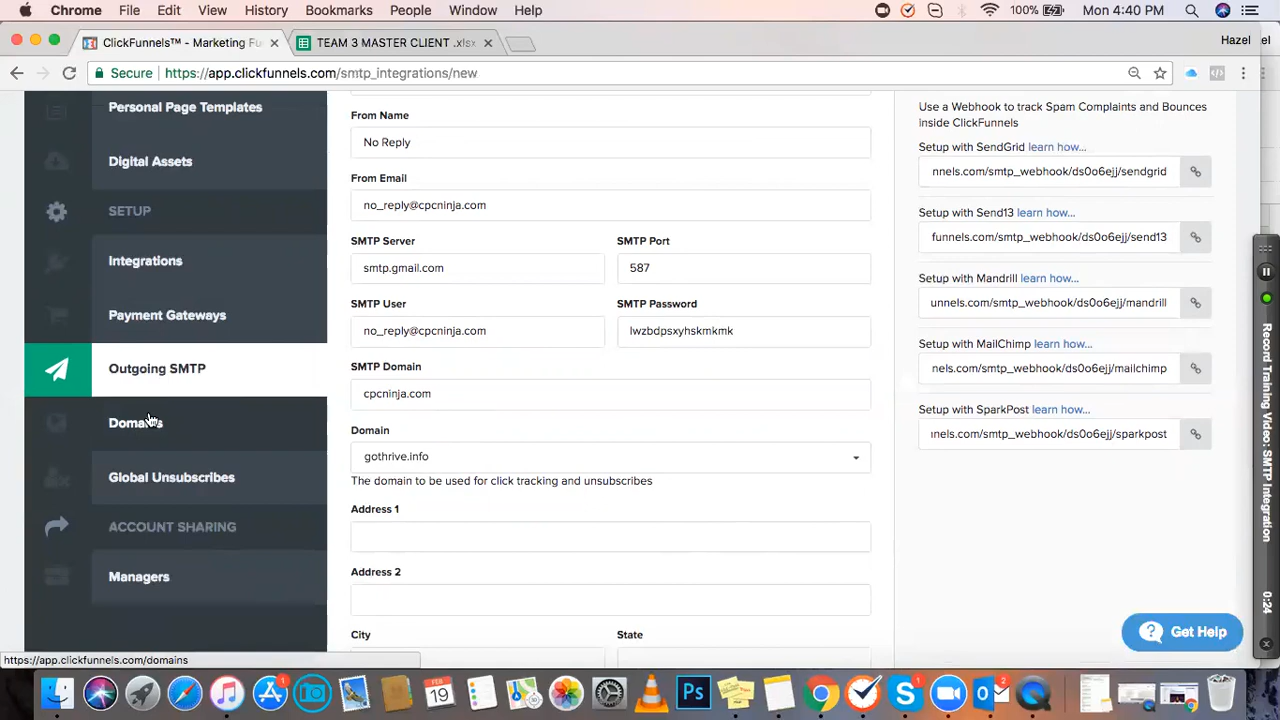 Chrome File Edit View History Bookmarks People Window Help 100% Mon 4:40 PM
ClickFunnels™ - Marketing Fu TEAM 3 MASTER CLIENT .xlsx Hazel
Secure https://app.clickfunnels.com/smtp_integrations/new
Personal Page Templates
Digital Assets
SETUP
Integrations
Payment Gateways
Outgoing SMTP
Domains
Global Unsubscribes
ACCOUNT SHARING
Managers
https://app.clickfunnels.com/domains
From Name
No Reply
From Email
no_reply@cpcninja.com
SMTP Server SMTP Port
smtp.gmail.com 587
SMTP User SMTP Password
no_reply@cpcninja.com lwzbdpsxyhskmkmk
SMTP Domain
cpcninja.com
Domain
gothrive.info
The domain to be used for click tracking and unsubscribes
Address 1
Address 2
City State
Use a Webhook to track Spam Complaints and Bounces
inside ClickFunnels
Setup with SendGrid learn how...
nnels.com/smtp_webhook/ds0o6ejj/sendgrid
Setup with Send13 learn how...
funnels.com/smtp_webhook/ds0o6ejj/send13
Setup with Mandrill learn how...
unnels.com/smtp_webhook/ds0o6ejj/mandrill
Setup with MailChimp learn how...
nels.com/smtp_webhook/ds0o6ejj/mailchimp
Setup with SparkPost learn how...
nnels.com/smtp_webhook/ds0o6ejj/sparkpost
? Get Help
Record Training Video: SMTP Integration
0:24
FEB
19
Ps
1
2